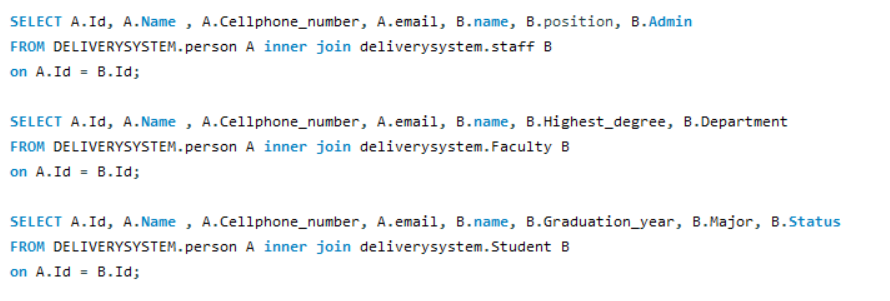 SELECT A.Id, A.Name , A.Cellphone_number, A.email, B.name, B.position, B.Admin
FROM DELIVERYSYSTEM.person A inner join deliverysystem.staff B
on A.Id = B.Id;
SELECT A.Id, A.Name , A.Cellphone_number, A.email, B.name, B.Highest_degree, B.Department
FROM DELIVERYSYSTEM.person A inner join deliverysystem.Faculty B
on A.Id = B.Id;
SELECT A.Id, A.Name , A.Cellphone_number, A.email, B.name, B.Graduation_year, B.Major, B.Status
FROM DELIVERYSYSTEM.person A inner join deliverysystem.Student B
on A.Id = B.Id;